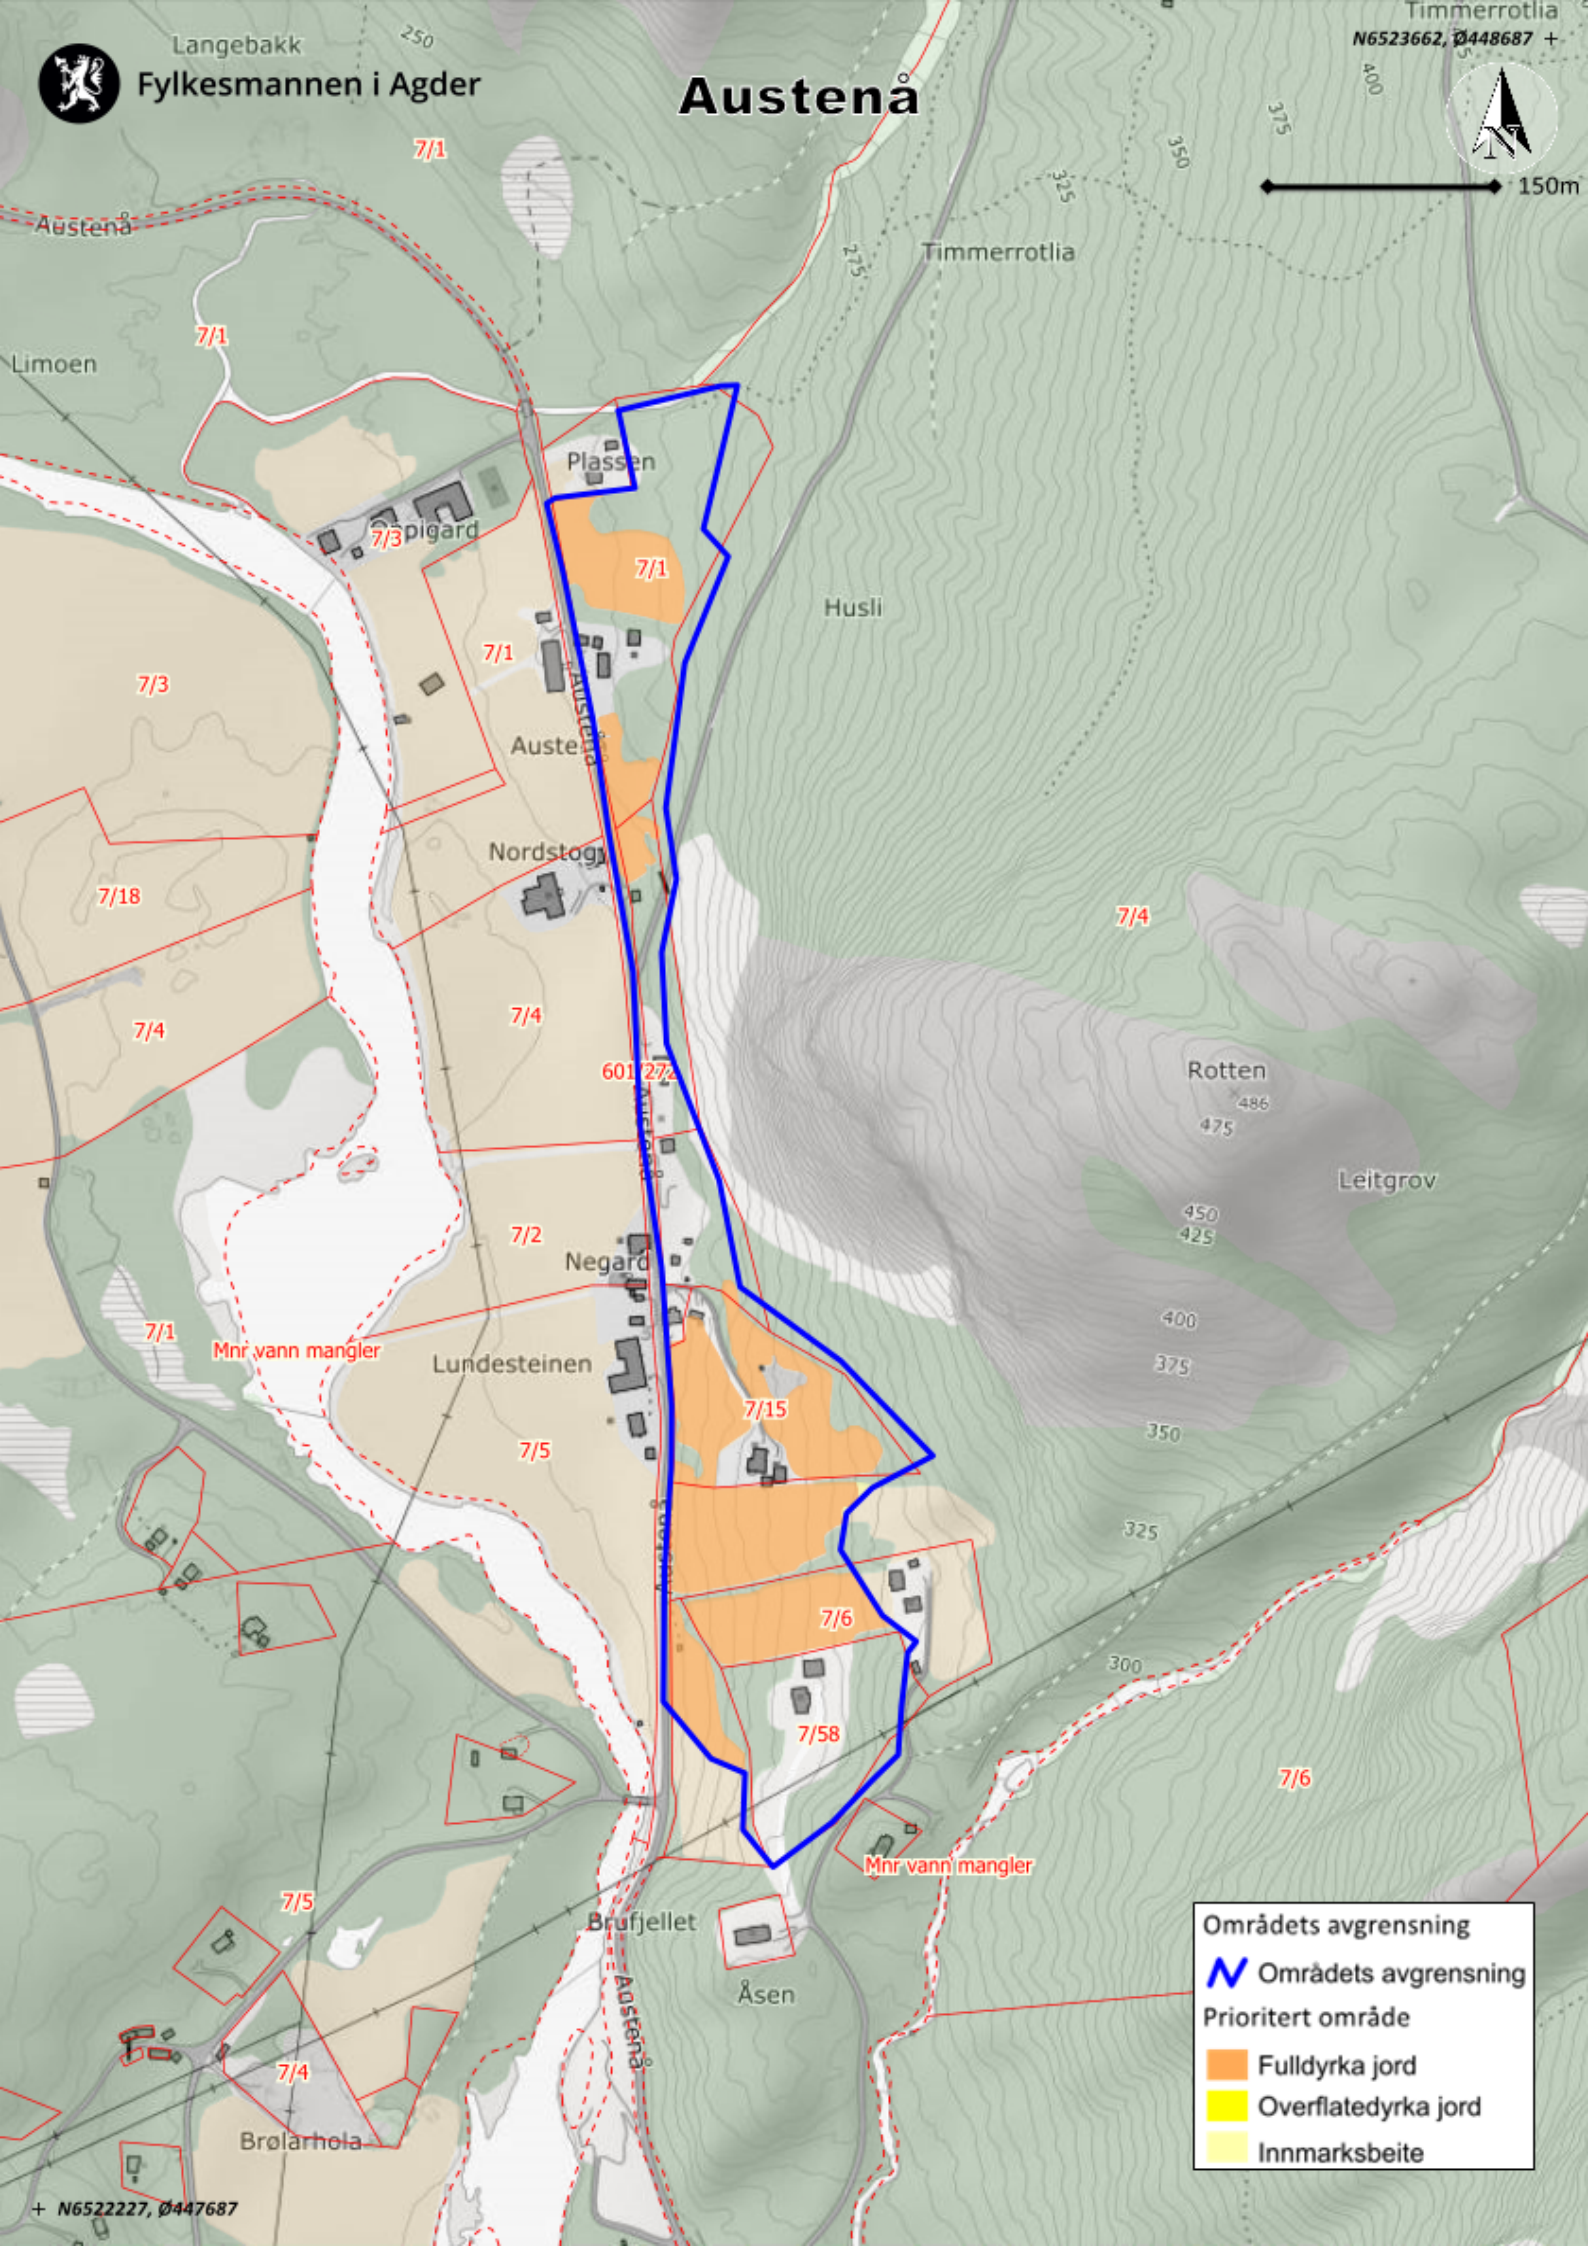 Timmerrotlia
N6523662, Ø448687 +
Langebakk
250
Fylkesmannen i Agder
Austenå
400
375
350
325
7/1
150m
Austenå
275
Timmerrotlia
7/1
Limoen
Plassen
Oppigard
7/3
7/1
Husli
7/1
7/3
Austenå
Austenå
Nordstog
7/18
7/4
7/4
7/4
601/272
Rotten
486
475
Austenå
Leitgrov
450
425
7/2
Negard
7/1
Mnr vann mangler
400
Lundesteinen
375
7/15
350
7/5
Austenå
325
7/6
300
7/58
7/6
Mnr vann mangler
7/5
Brufjellet
Åsen
Austenå
7/4
Brølarhola
Områdets avgrensning
Områdets avgrensning
Prioritert område
Fulldyrka jord
Overflatedyrka jord
Innmarksbeite
+ N6522227, Ø447687